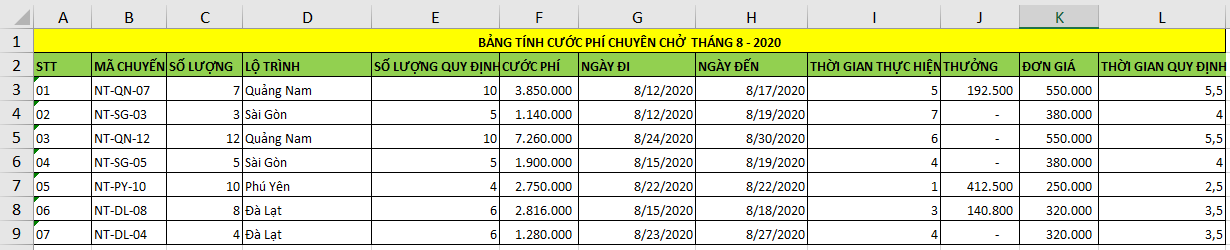 A B C D E F G H I J K L
1 BẢNG TÍNH CƯỚC PHÍ CHUYÊN CHỞ THÁNG 8 - 2020
2 STT MÃ CHUYẾN SỐ LƯỢNG LỘ TRÌNH SỐ LƯỢNG QUY ĐỊNH CƯỚC PHÍ NGÀY ĐI NGÀY ĐẾN THỜI GIAN THỰC HIỆN THƯỞNG ĐƠN GIÁ THỜI GIAN QUY ĐỊNH
3 01 NT-QN-07 7 Quảng Nam 10 3.850.000 8/12/2020 8/17/2020 5 192.500 550.000 5,5
4 02 NT-SG-03 3 Sài Gòn 5 1.140.000 8/12/2020 8/19/2020 7 - 380.000 4
5 03 NT-QN-12 12 Quảng Nam 10 7.260.000 8/24/2020 8/30/2020 6 - 550.000 5,5
6 04 NT-SG-05 5 Sài Gòn 5 1.900.000 8/15/2020 8/19/2020 4 - 380.000 4
7 05 NT-PY-10 10 Phú Yên 4 2.750.000 8/22/2020 8/22/2020 1 412.500 250.000 2,5
8 06 NT-DL-08 8 Đà Lạt 6 2.816.000 8/15/2020 8/18/2020 3 140.800 320.000 3,5
9 07 NT-DL-04 4 Đà Lạt 6 1.280.000 8/23/2020 8/27/2020 4 - 320.000 3,5